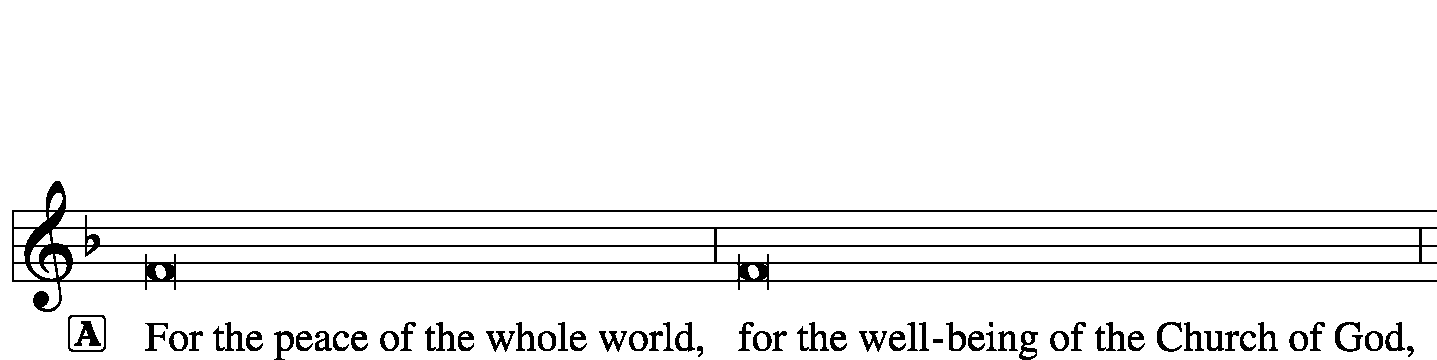 A For the peace of the whole world, for the well-being of the Church of God,